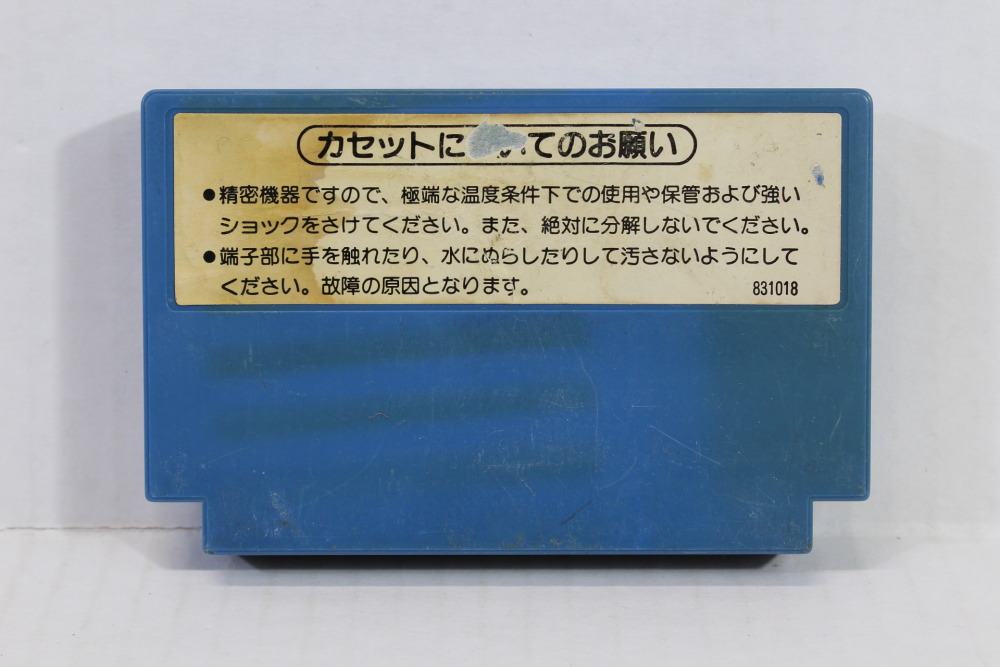 カセットに いてのお願い
●精密機器ですので、極端な温度条件下での使用や保管および強い
ショックをさけてください。また、絶対に分解しないでください。
●端子部に手を触れたり、水にぬらしたりして汚さないようにして
ください。故障の原因となります。
831018